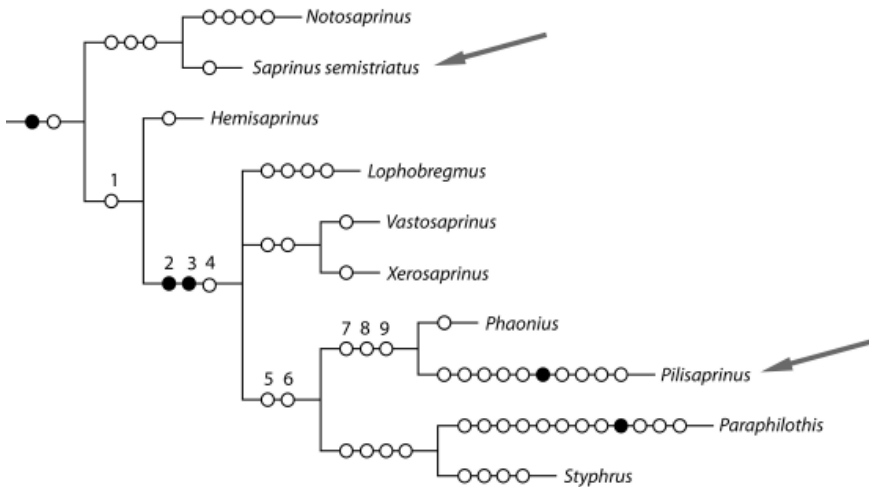 Notosaprinus
Saprinus semistriatus
Hemisaprinus
1
Lophobregmus
Vastosaprinus
2 3 4
Xerosaprinus
7 8 9
Phaonius
5 6
Pilisaprinus
Paraphilothis
Styphrus